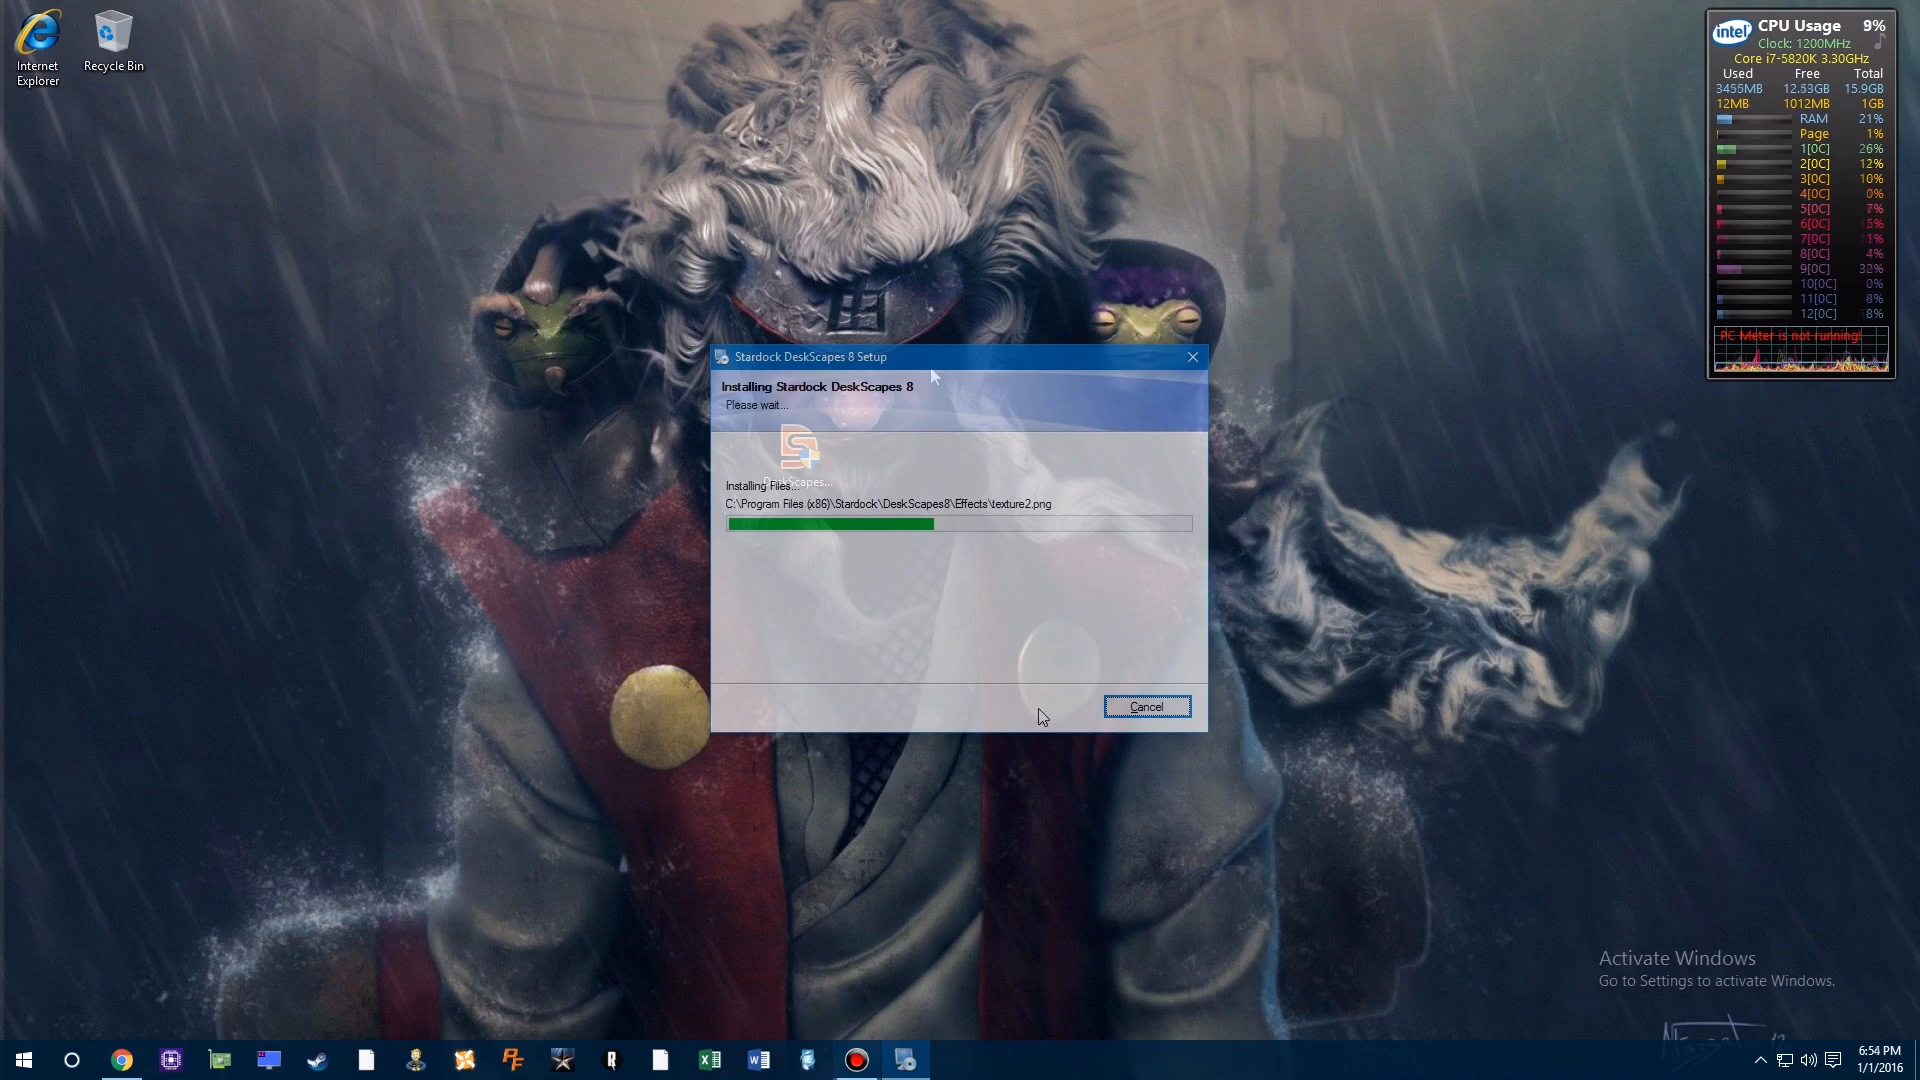 Internet
Explorer
Recycle Bin
intel
CPU Usage 9%
Clock: 1200MHz
Core i7-5820K 3.30GHz
Used Free Total
3455MB 12.53GB 15.9GB
12MB 1012MB 1GB
RAM 21%
Page 1%
1[0C] 26%
2[0C] 12%
3[0C] 10%
4[0C] 0%
5[0C] 7%
6[0C]
7[0C]
8[0C] 4%
9[0C] 32%
10[0C] 0%
11[0C] 8%
12[0C]
PC Meter is not running!
Stardock DeskScapes 8 Setup
Installing Stardock DeskScapes 8
Please wait...
DeskScapes...
Installing Files...
C:\Program Files (x86)\Stardock\DeskScapes8\Effects\texture2.png
Cancel
Activate Windows
Go to Settings to activate Windows.
6:54 PM
1/1/2016